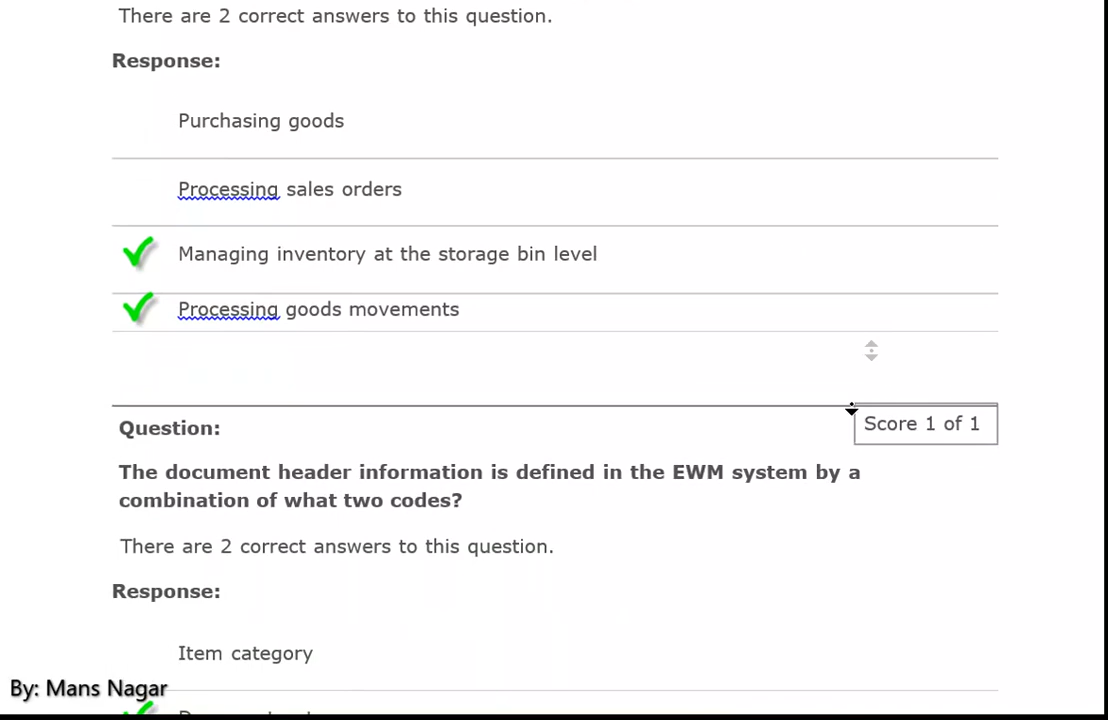 There are 2 correct answers to this question.
Response:
Purchasing goods
Processing sales orders
Managing inventory at the storage bin level
Processing goods movements
Score 1 of 1
Question:
The document header information is defined in the EWM system by a
combination of what two codes?
There are 2 correct answers to this question.
Response:
Item category
By: Mans Nagar